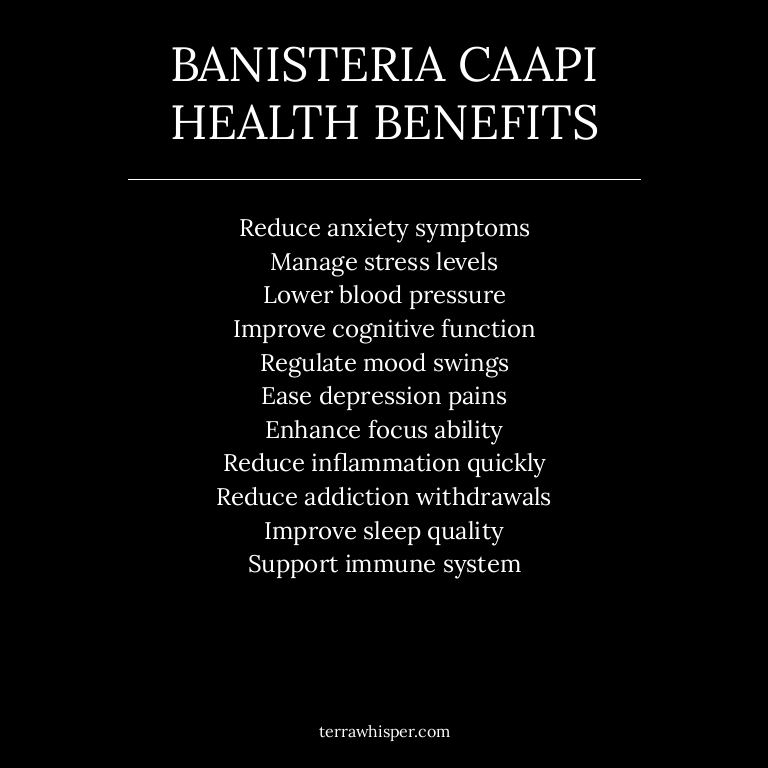 BANISTERIA CAAPI
HEALTH BENEFITS
Reduce anxiety symptoms
Manage stress levels
Lower blood pressure
Improve cognitive function
Regulate mood swings
Ease depression pains
Enhance focus ability
Reduce inflammation quickly
Reduce addiction withdrawals
Improve sleep quality
Support immune system
terrawhisper.com